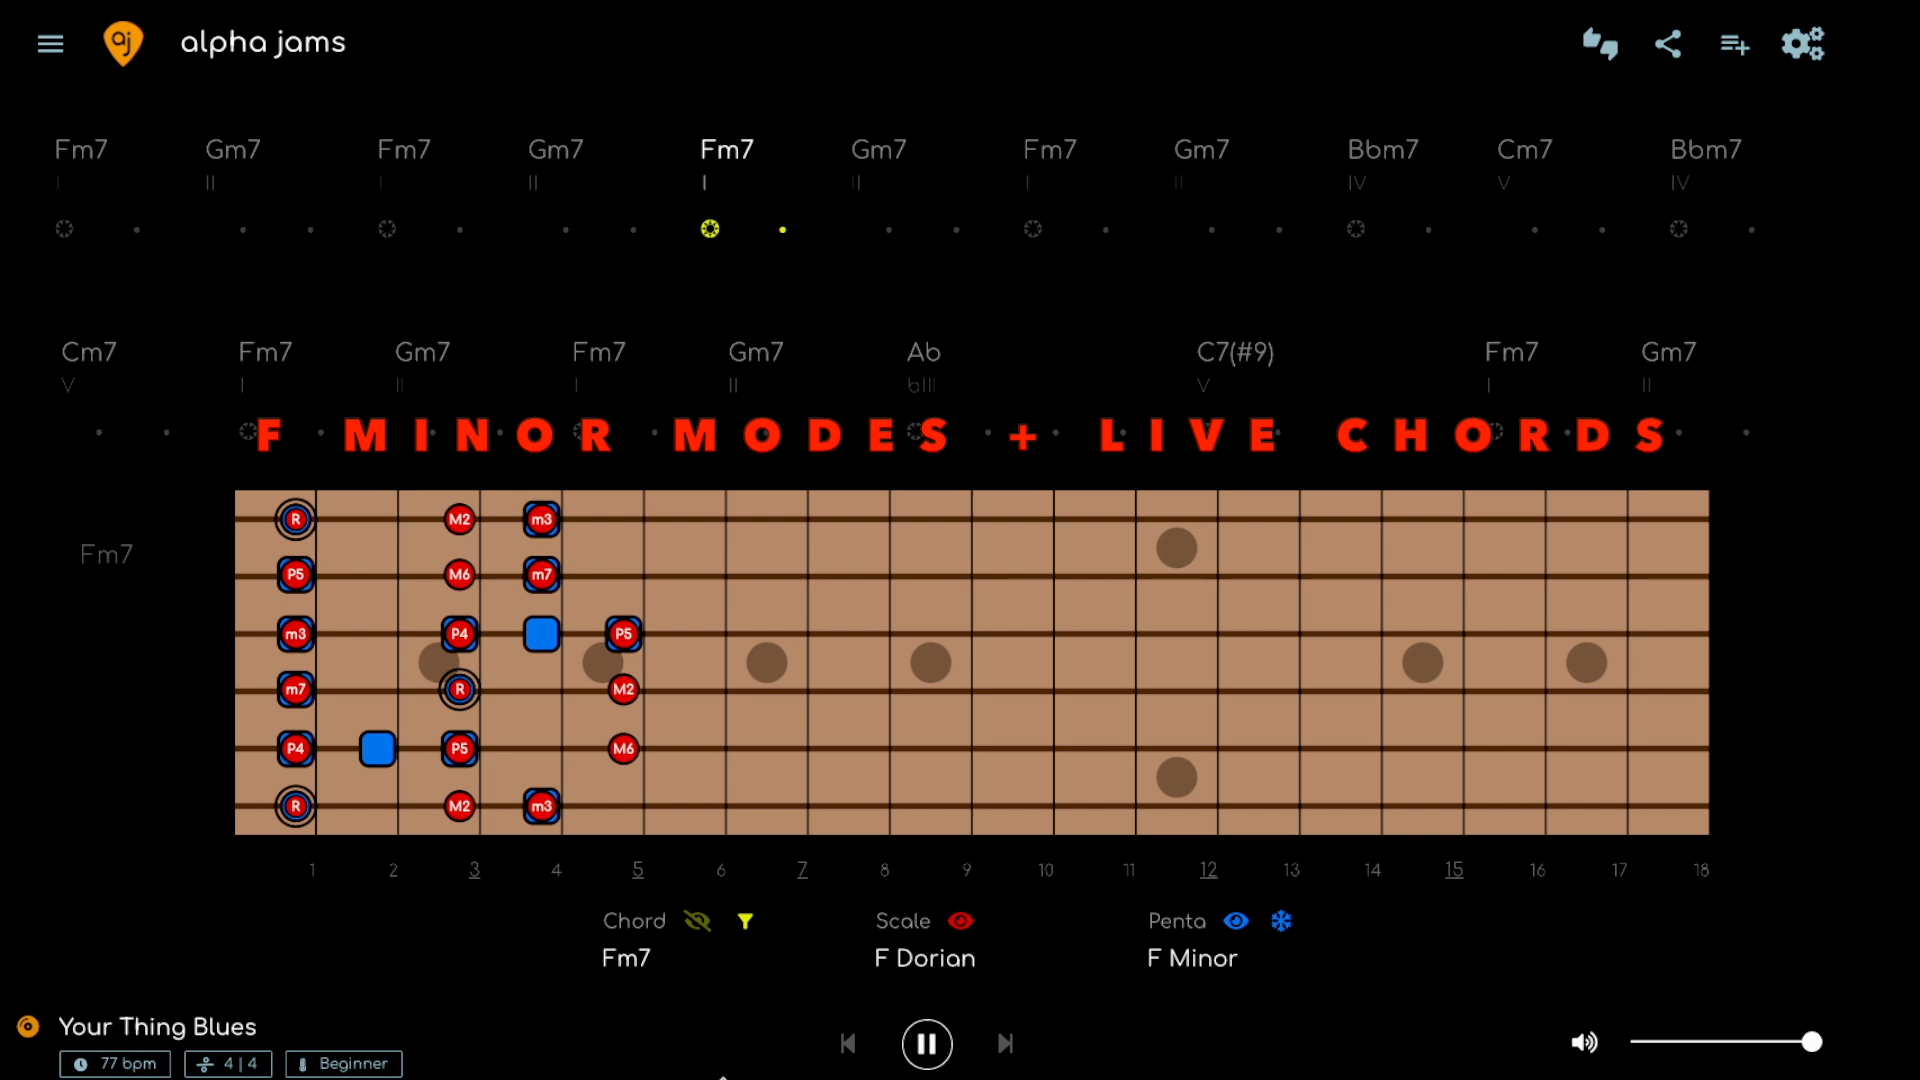 aj alpha jams
Fm7 Gm7 Fm7 Gm7 Fm7 Gm7 Fm7 Gm7 Bbm7 Cm7 Bbm7
I II I II I II I II IV V IV
Cm7 Fm7 Gm7 Fm7 Gm7 Ab C7(#9) Fm7 Gm7
V I II I II bIII V I II
F MINOR MODES + LIVE CHORDS
R M2 m3
Fm7
P5 M6 m7
m3 P4 P5
m7 R M2
P4 P5 M6
R M2 m3
1 2 3 4 5 6 7 8 9 10 11 12 13 14 15 16 17 18
Chord Scale Penta
Fm7 F Dorian F Minor
Your Thing Blues
77 bpm 4 | 4 Beginner